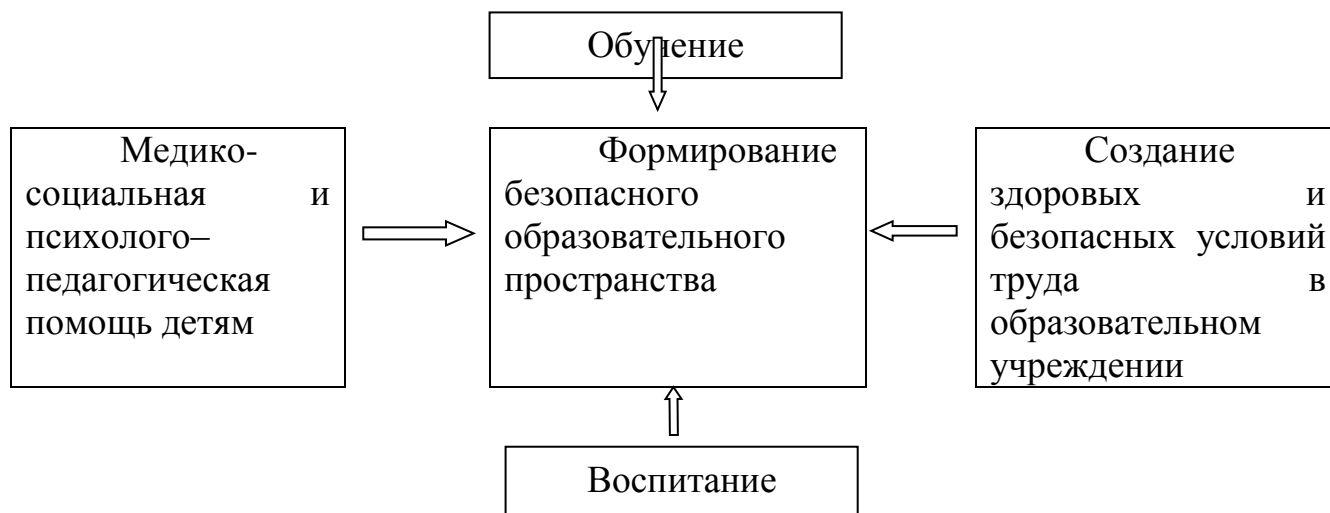 Обучение
Медико-
социальная и
психолого–
педагогическая
помощь детям
Формирование
безопасного
образовательного
пространства
Создание
здоровых и
безопасных условий
труда в
образовательном
учреждении
Воспитание